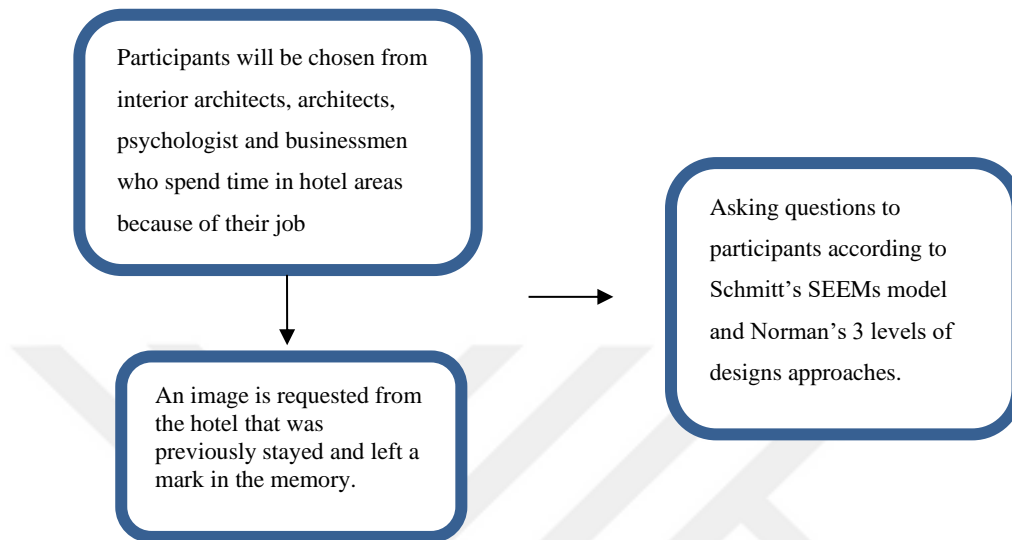 Participants will be chosen from
interior architects, architects,
psychologist and businessmen
who spend time in hotel areas
because of their job
An image is requested from
the hotel that was
previously stayed and left a
mark in the memory.
Asking questions to
participants according to
Schmitt’s SEEMs model
and Norman’s 3 levels of
designs approaches.